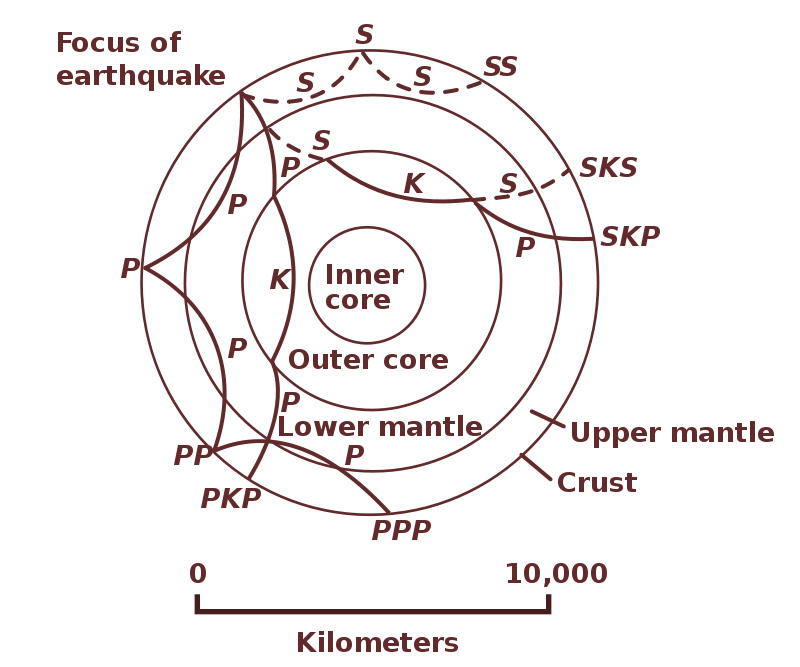 S
Focus of
earthquake
SS
S
S
S
P
SKS
K
S
P
SKP
P
P
K
Inner
core
P
Outer core
P
Lower mantle
Upper mantle
PP
P
Crust
PKP
PPP
0
10,000
Kilometers